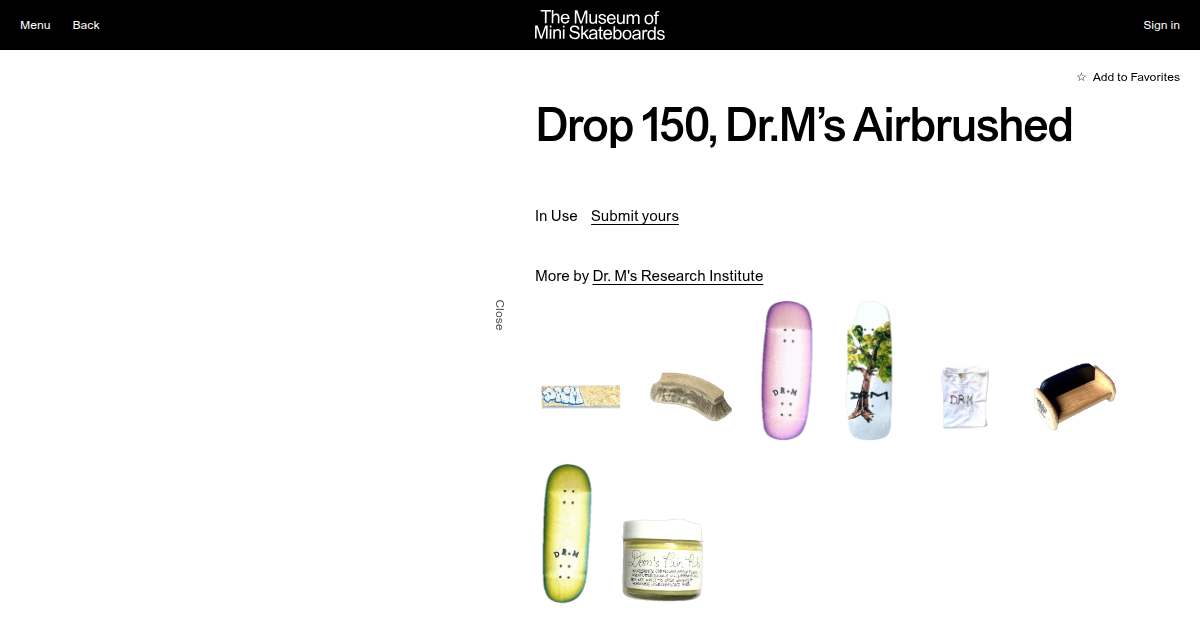 Menu
Back
The Museum of
Mini Skateboards
Sign in
☆ Add to Favorites
Drop 150, Dr.M’s Airbrushed
In Use Submit yours
More by Dr. M's Research Institute
Close
DR.M
DRM
DR.M
DR.M